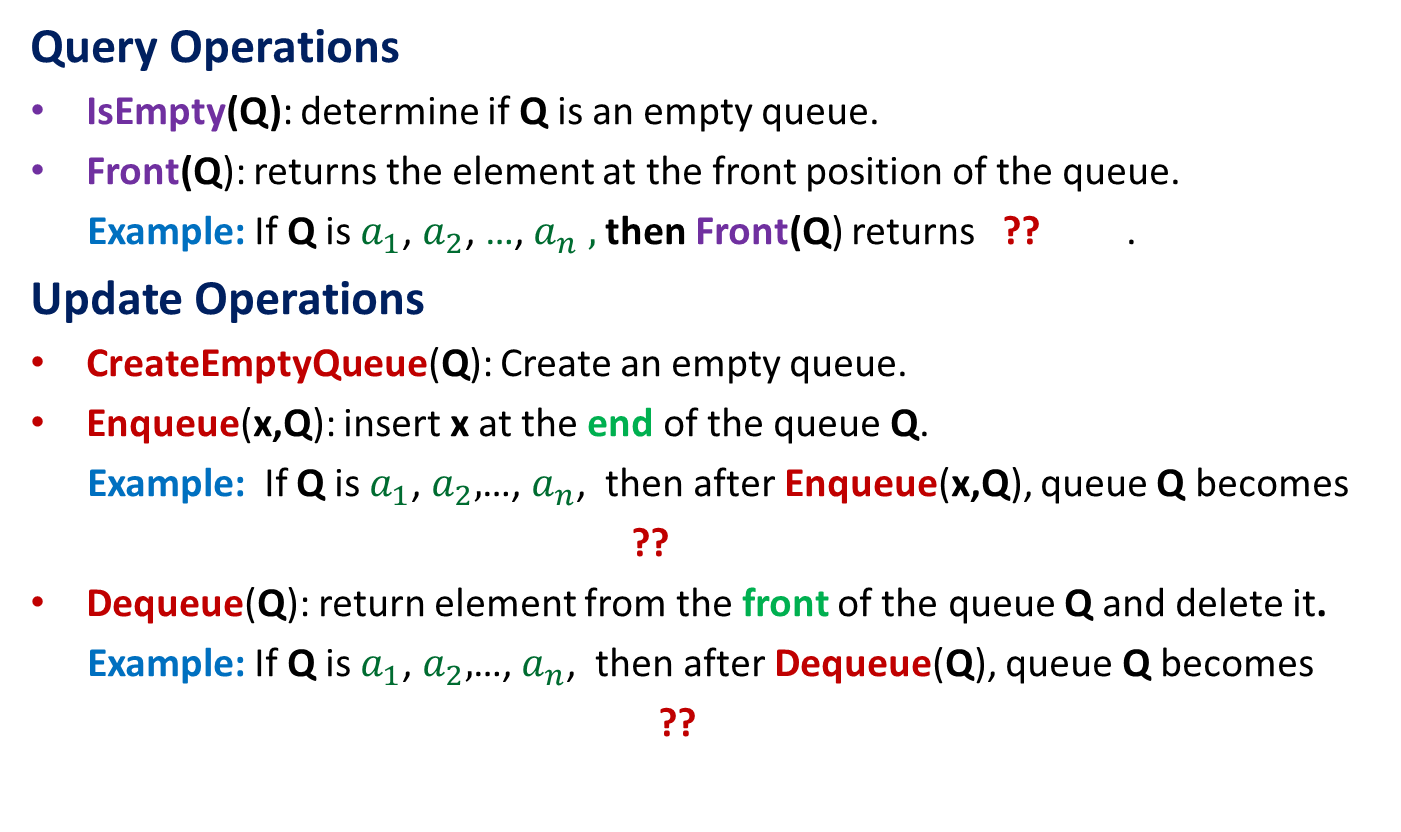 Query Operations
• IsEmpty(Q): determine if Q is an empty queue.
• Front(Q): returns the element at the front position of the queue.
Example: If Q is a₁, a₂, …, aₙ , then Front(Q) returns ?? .
Update Operations
• CreateEmptyQueue(Q): Create an empty queue.
• Enqueue(x,Q): insert x at the end of the queue Q.
Example: If Q is a₁, a₂,…, aₙ, then after Enqueue(x,Q), queue Q becomes
??
• Dequeue(Q): return element from the front of the queue Q and delete it.
Example: If Q is a₁, a₂,…, aₙ, then after Dequeue(Q), queue Q becomes
??